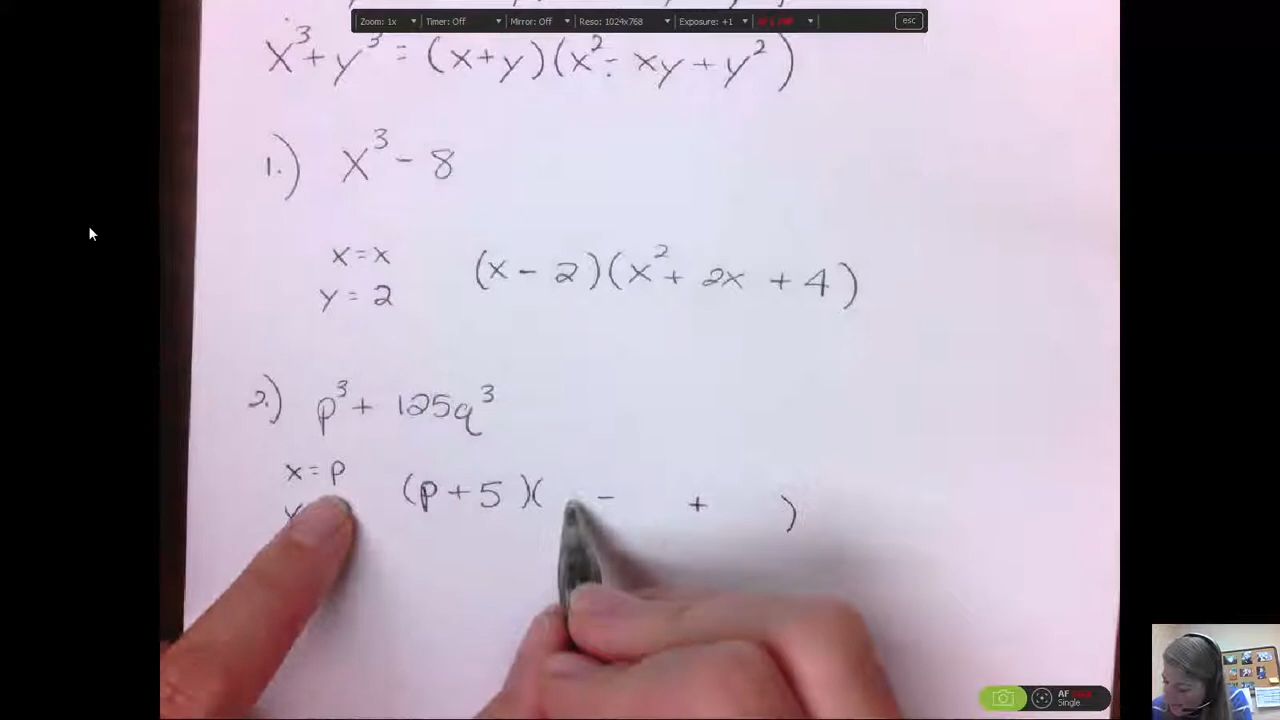 Zoom: 1x Timer: Off Mirror: Off Reso: 1024x768 Exposure: +1 esc
x³+y³ = (x+y)(x² - xy + y²)
1.) x³ - 8
x = x
y = 2 (x - 2)(x² + 2x + 4)
2.) p³ + 125q³
x = p
y (p + 5 )( - + )
AF
Single